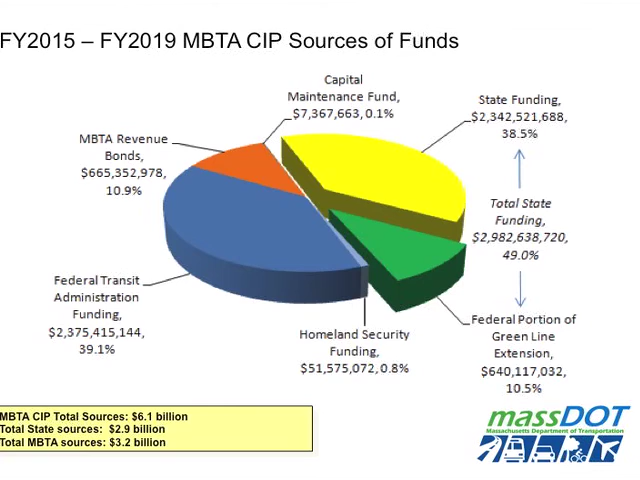 FY2015 – FY2019 MBTA CIP Sources of Funds
Capital
Maintenance Fund,
$7,367,663, 0.1%
State Funding,
$2,342,521,688,
38.5%
MBTA Revenue
Bonds,
$665,352,978,
10.9%
Total State
Funding,
$2,982,638,720,
49.0%
Federal Transit
Administration
Funding,
$2,375,415,144,
39.1%
Homeland Security
Funding,
$51,575,072, 0.8%
Federal Portion of
Green Line
Extension,
$640,117,032,
10.5%
MBTA CIP Total Sources: $6.1 billion
Total State sources: $2.9 billion
Total MBTA sources: $3.2 billion
massDOT
Massachusetts Department of Transportation